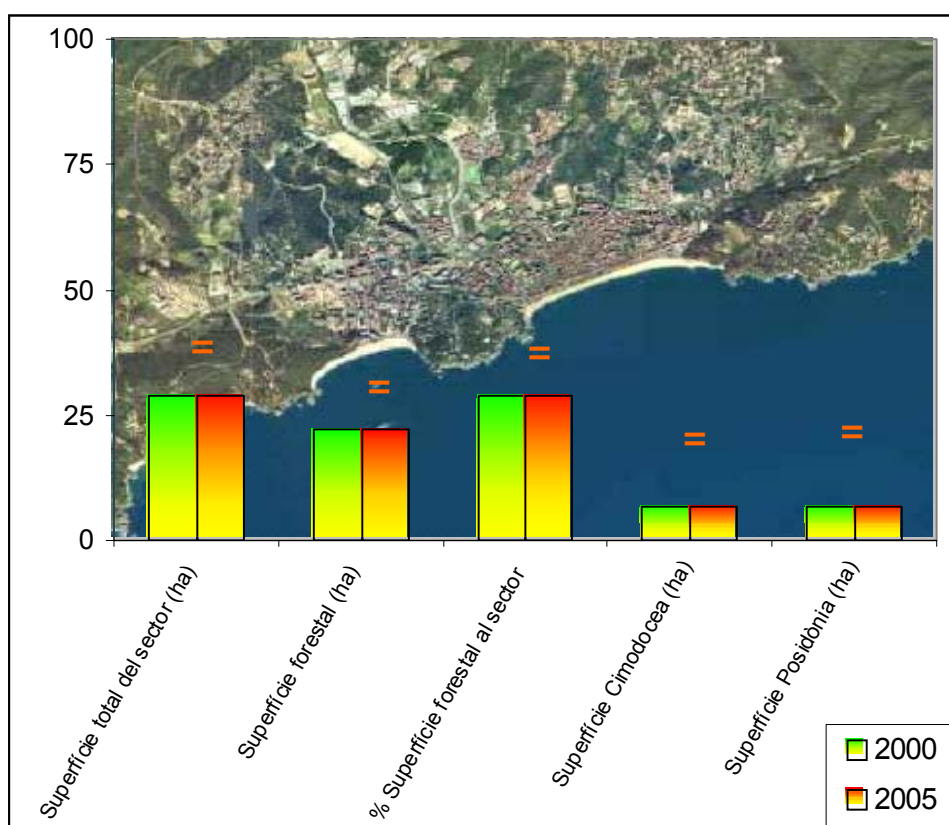 100
75
50
25
0
=
=
=
=
=
Superfície total del sector (ha)
Superfície forestal (ha)
% Superfície forestal al sector
Superfície Cimodocea (ha)
Superfície Posidònia (ha)
2000
2005